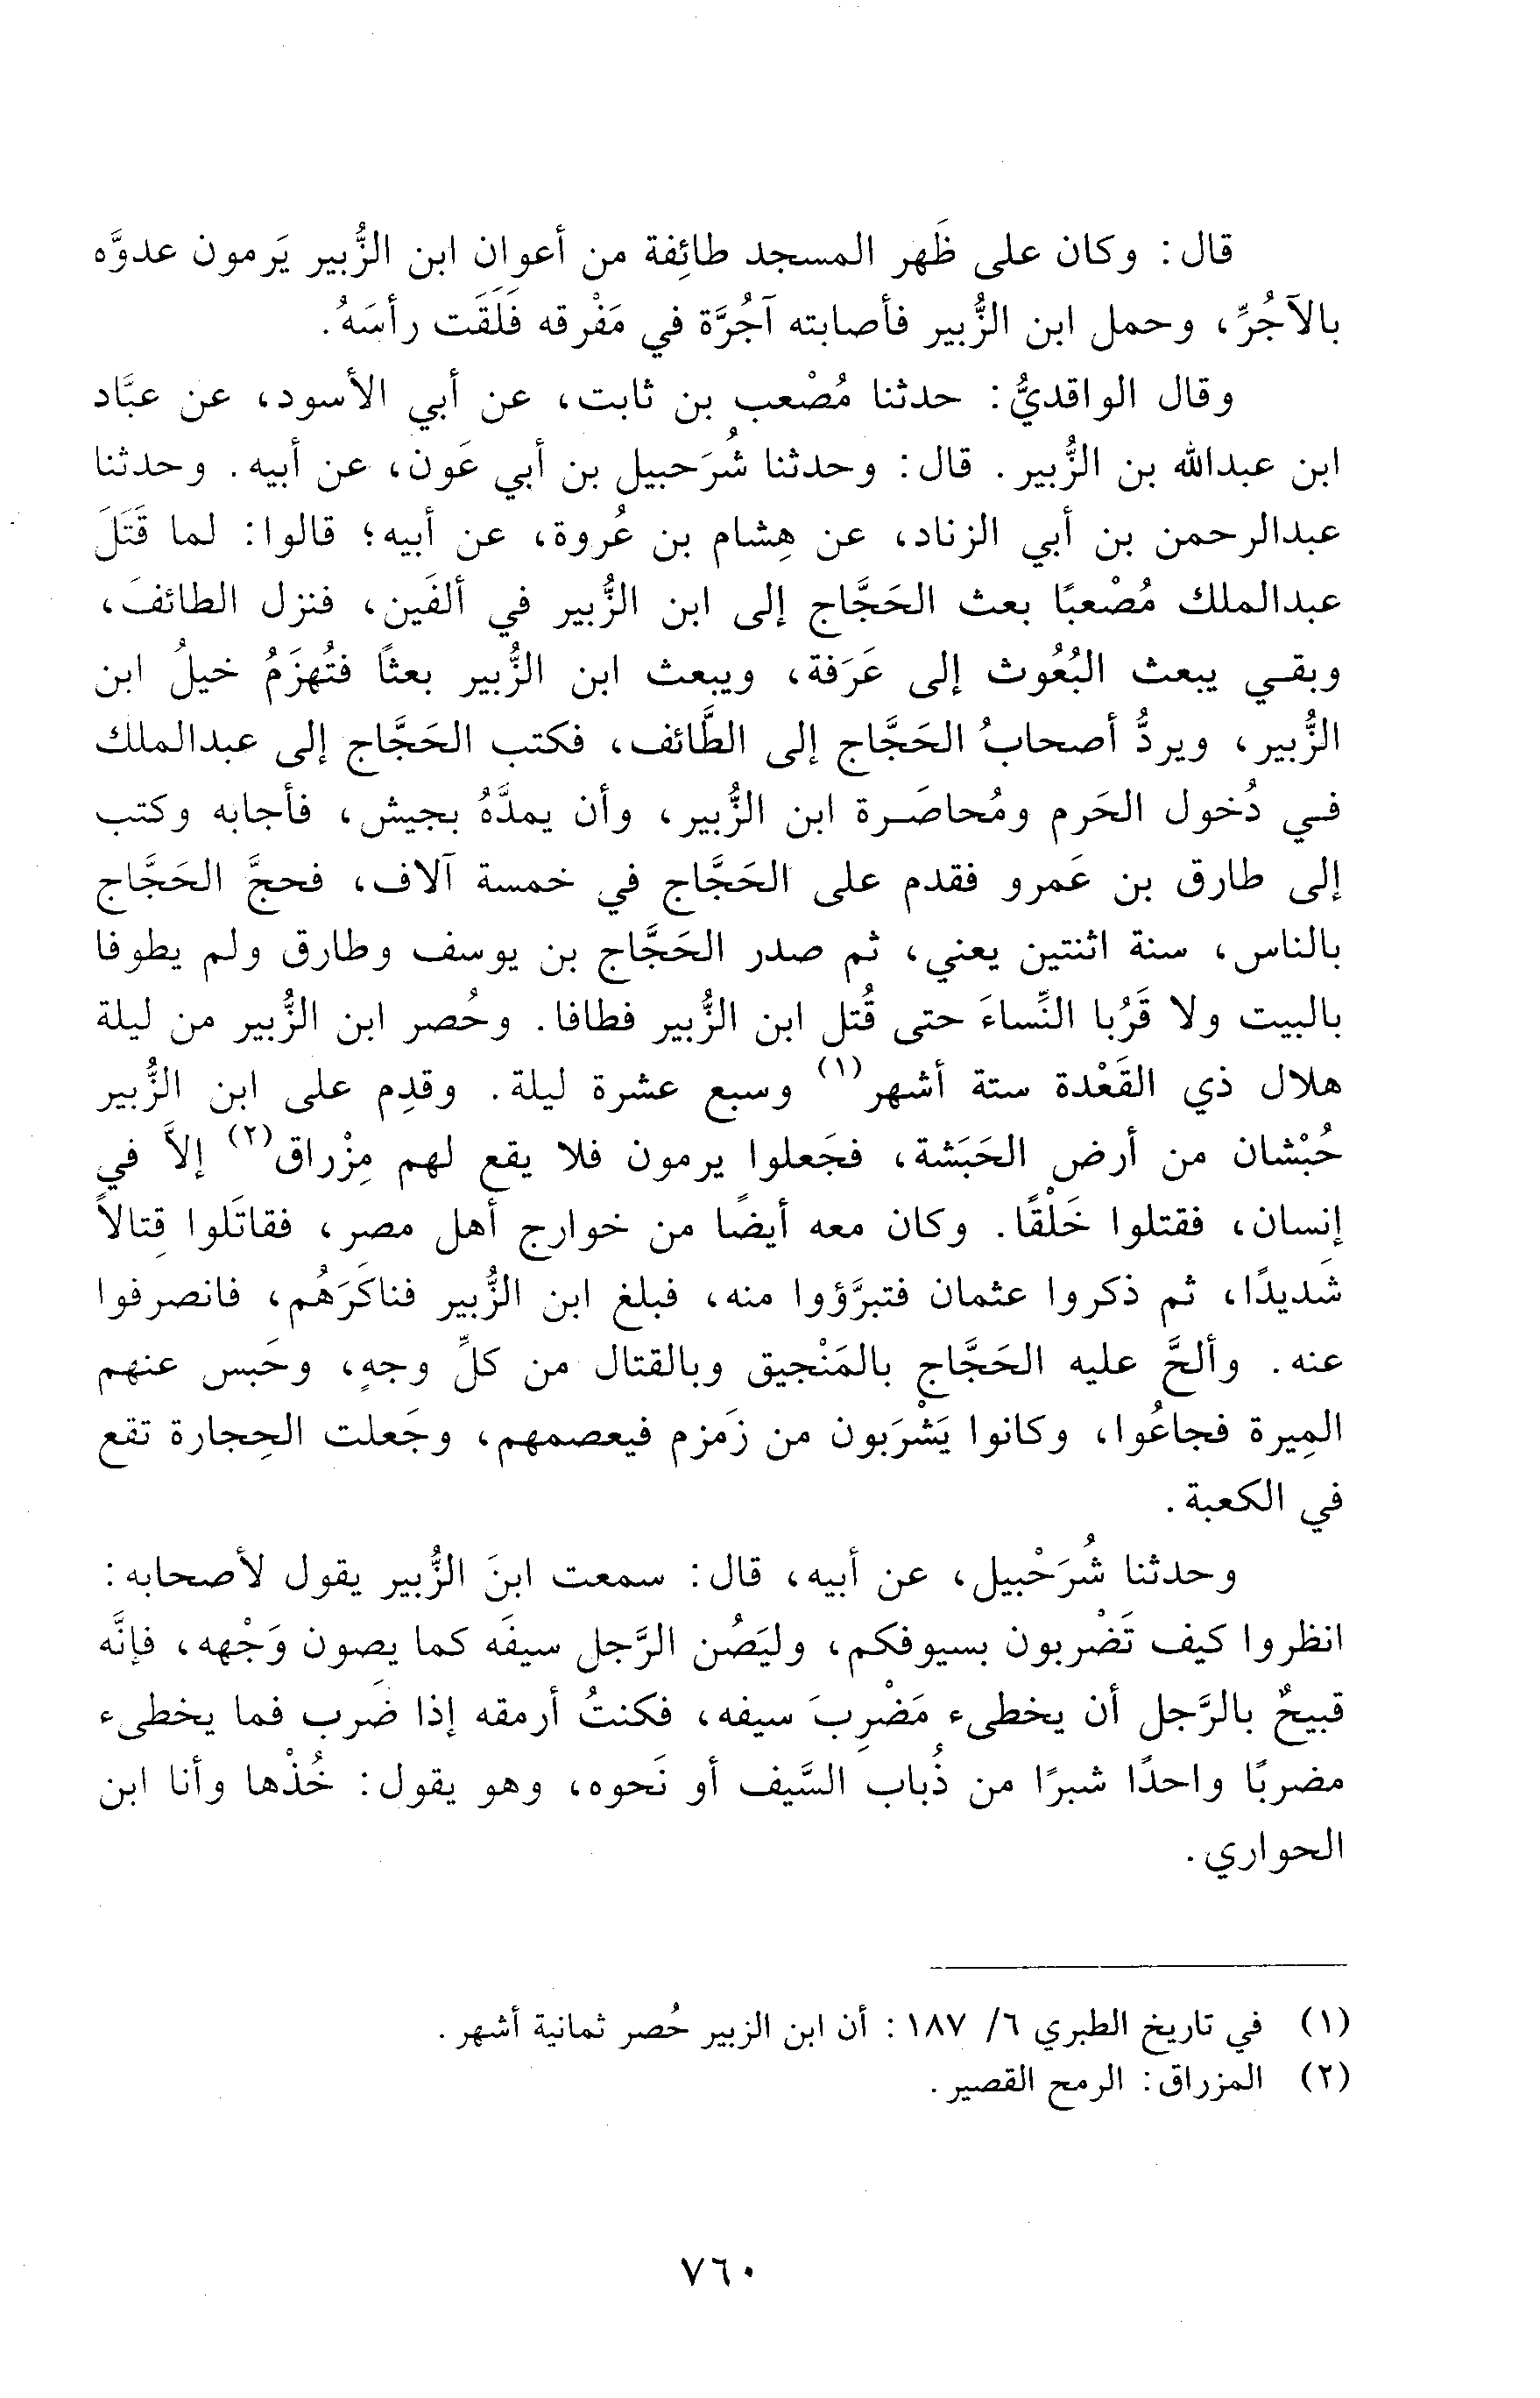 قال: وكان على ظَهر المسجد طائِفة من أعوان ابن الزُّبير يَرمون عدوَّه
بالآجُرِّ، وحمل ابن الزُّبير فأصابته آجُرَّة في مَفْرقه فَلَقَت رأسَهُ.
وقال الواقديُّ: حدثنا مُصْعب بن ثابت، عن أبي الأسود، عن عبَّاد
ابن عبدالله بن الزُّبير. قال: وحدثنا شُرَحبيل بن أبي عَون، عن أبيه. وحدثنا
عبدالرحمن بن أبي الزناد، عن هِشام بن عُروة، عن أبيه؛ قالوا: لما قَتَلَ
عبدالملك مُصْعبًا بعث الحَجَّاج إلى ابن الزُّبير في ألفَين، فنزل الطائفَ،
وبقي يبعث البُعُوث إلى عَرَفة، ويبعث ابن الزُّبير بعثًا فتُهزَمُ خيلُ ابن
الزُّبير، ويردُّ أصحابُ الحَجَّاج إلى الطَّائف، فكتب الحَجَّاج إلى عبدالملك
في دُخول الحَرم ومُحاصَرة ابن الزُّبير، وأن يمدَّهُ بجيش، فأجابه وكتب
إلى طارق بن عَمرو فقدم على الحَجَّاج في خمسة آلاف، فحجَّ الحَجَّاج
بالناس، سنة اثنتين يعني، ثم صدر الحَجَّاج بن يوسف وطارق ولم يطوفا
بالبيت ولا قَرُبا النِّساءَ حتى قُتل ابن الزُّبير فطافا. وحُصر ابن الزُّبير من ليلة
هلال ذي القَعْدة ستة أشهر(١) وسبع عشرة ليلة. وقدِم على ابن الزُّبير
حُبْشان من أرض الحَبَشة، فجَعلوا يرمون فلا يقع لهم مِزْراق(٢) إلاَّ في
إنسان، فقتلوا خَلْقًا. وكان معه أيضًا من خوارج أهل مصر، فقاتَلوا قِتالاً
شَديدًا، ثم ذكروا عثمان فتبرَّؤوا منه، فبلغ ابن الزُّبير فناكَرَهُم، فانصرفوا
عنه. وألحَّ عليه الحَجَّاج بالمَنْجيق وبالقتال من كلِّ وجهٍ، وحَبس عنهم
المِيرة فجاعُوا، وكانوا يَشْرَبون من زَمزم فيعصمهم، وجَعلت الحِجارة تقع
في الكعبة.
وحدثنا شُرَحْبيل، عن أبيه، قال: سمعت ابنَ الزُّبير يقول لأصحابه:
انظروا كيف تَضْربون بسيوفكم، وليَصُن الرَّجل سيفَه كما يصون وَجْهه، فإنَّه
قبيحٌ بالرَّجل أن يخطىء مَضْرِبَ سيفه، فكنتُ أرمقه إذا ضَرب فما يخطىء
مضربًا واحدًا شبرًا من ذُباب السَّيف أو نَحوه، وهو يقول: خُذْها وأنا ابن
الحواري.
(١) في تاريخ الطبري ٦/ ١٨٧: أن ابن الزبير حُصر ثمانية أشهر.
(٢) المزراق: الرمح القصير.
٧٦٠